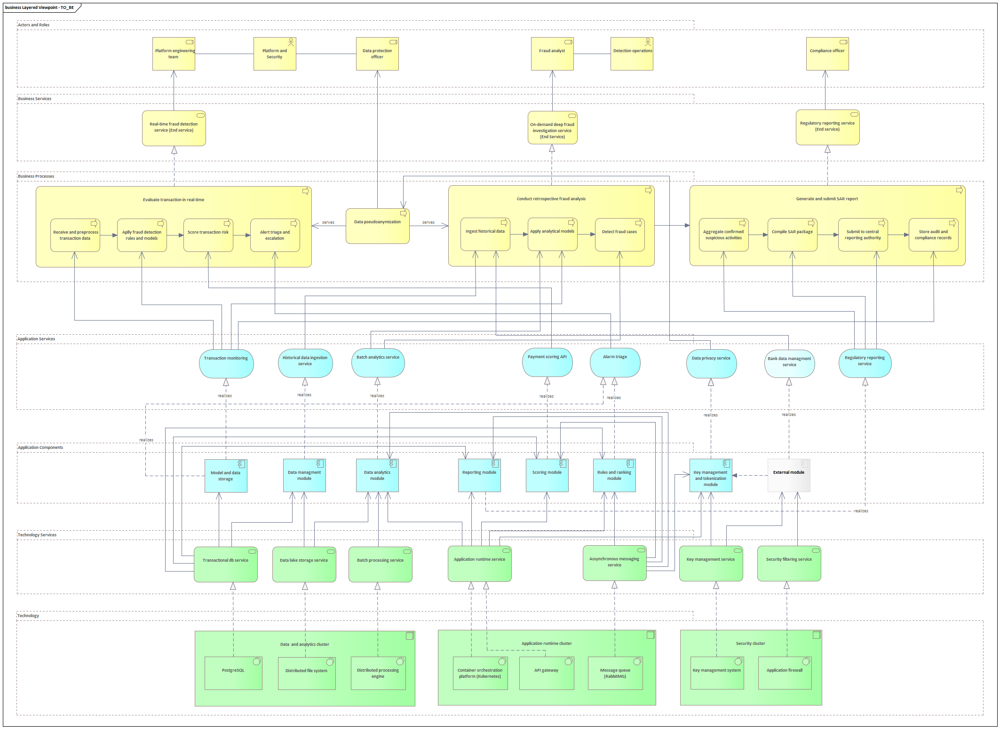 business Layered Viewpoint - TO_BE
Actors and Roles
Platform engineering
team
Platform and
Security
Data protection
officer
Fraud analyst
Detection operations
Compliance officer
Business Services
Real-time fraud detection
service (End service)
On-demand deep fraud
investigation service
(End Service)
Regulatory reporting service
(End service)
Business Processes
Evaluate transaction in real-time
Receive and preprocess
transaction data
Aplly fraud detection
rules and models
Score transaction risk
Alert triage and
escalation
serves
Data pseudoanymization
serves
Conduct retrospective fraud analysis
Ingest historical data
Apply analytical models
Detect fraud cases
Generate and submit SAR report
Aggregate confirmed
suspicious activities
Compile SAR package
Submit to central
reporting authority
Store audit and
compliance records
Application Services
Transaction monitoring
Historical data ingestion
service
Batch analytics service
Payment scoring API
Alarm triage
Data privacy service
Bank data managment
service
Regulatory reporting
service
realizes
realizes
realizes
realizes
realizes
realizes
realizes
realizes
Application Components
Model and data
storage
Data managment
module
Data analytics
module
Reporting module
Scoring module
Rules and ranking
module
Key management
and tokenization
module
External module
realizes
Technology Services
Transactional db service
Data lake storage service
Batch processing service
Application runtime service
Assynchronous messaging
service
Key management service
Security filtering service
Technology
Data  and analytics cluster
PostgreSQL
Distributed file system
Distributed processing
engine
Application runtime cluster
Container orchestration
platform (Kubernetes)
API gateway
Message queue
(RabbitMG)
Security cluster
Key management system
Application firewall